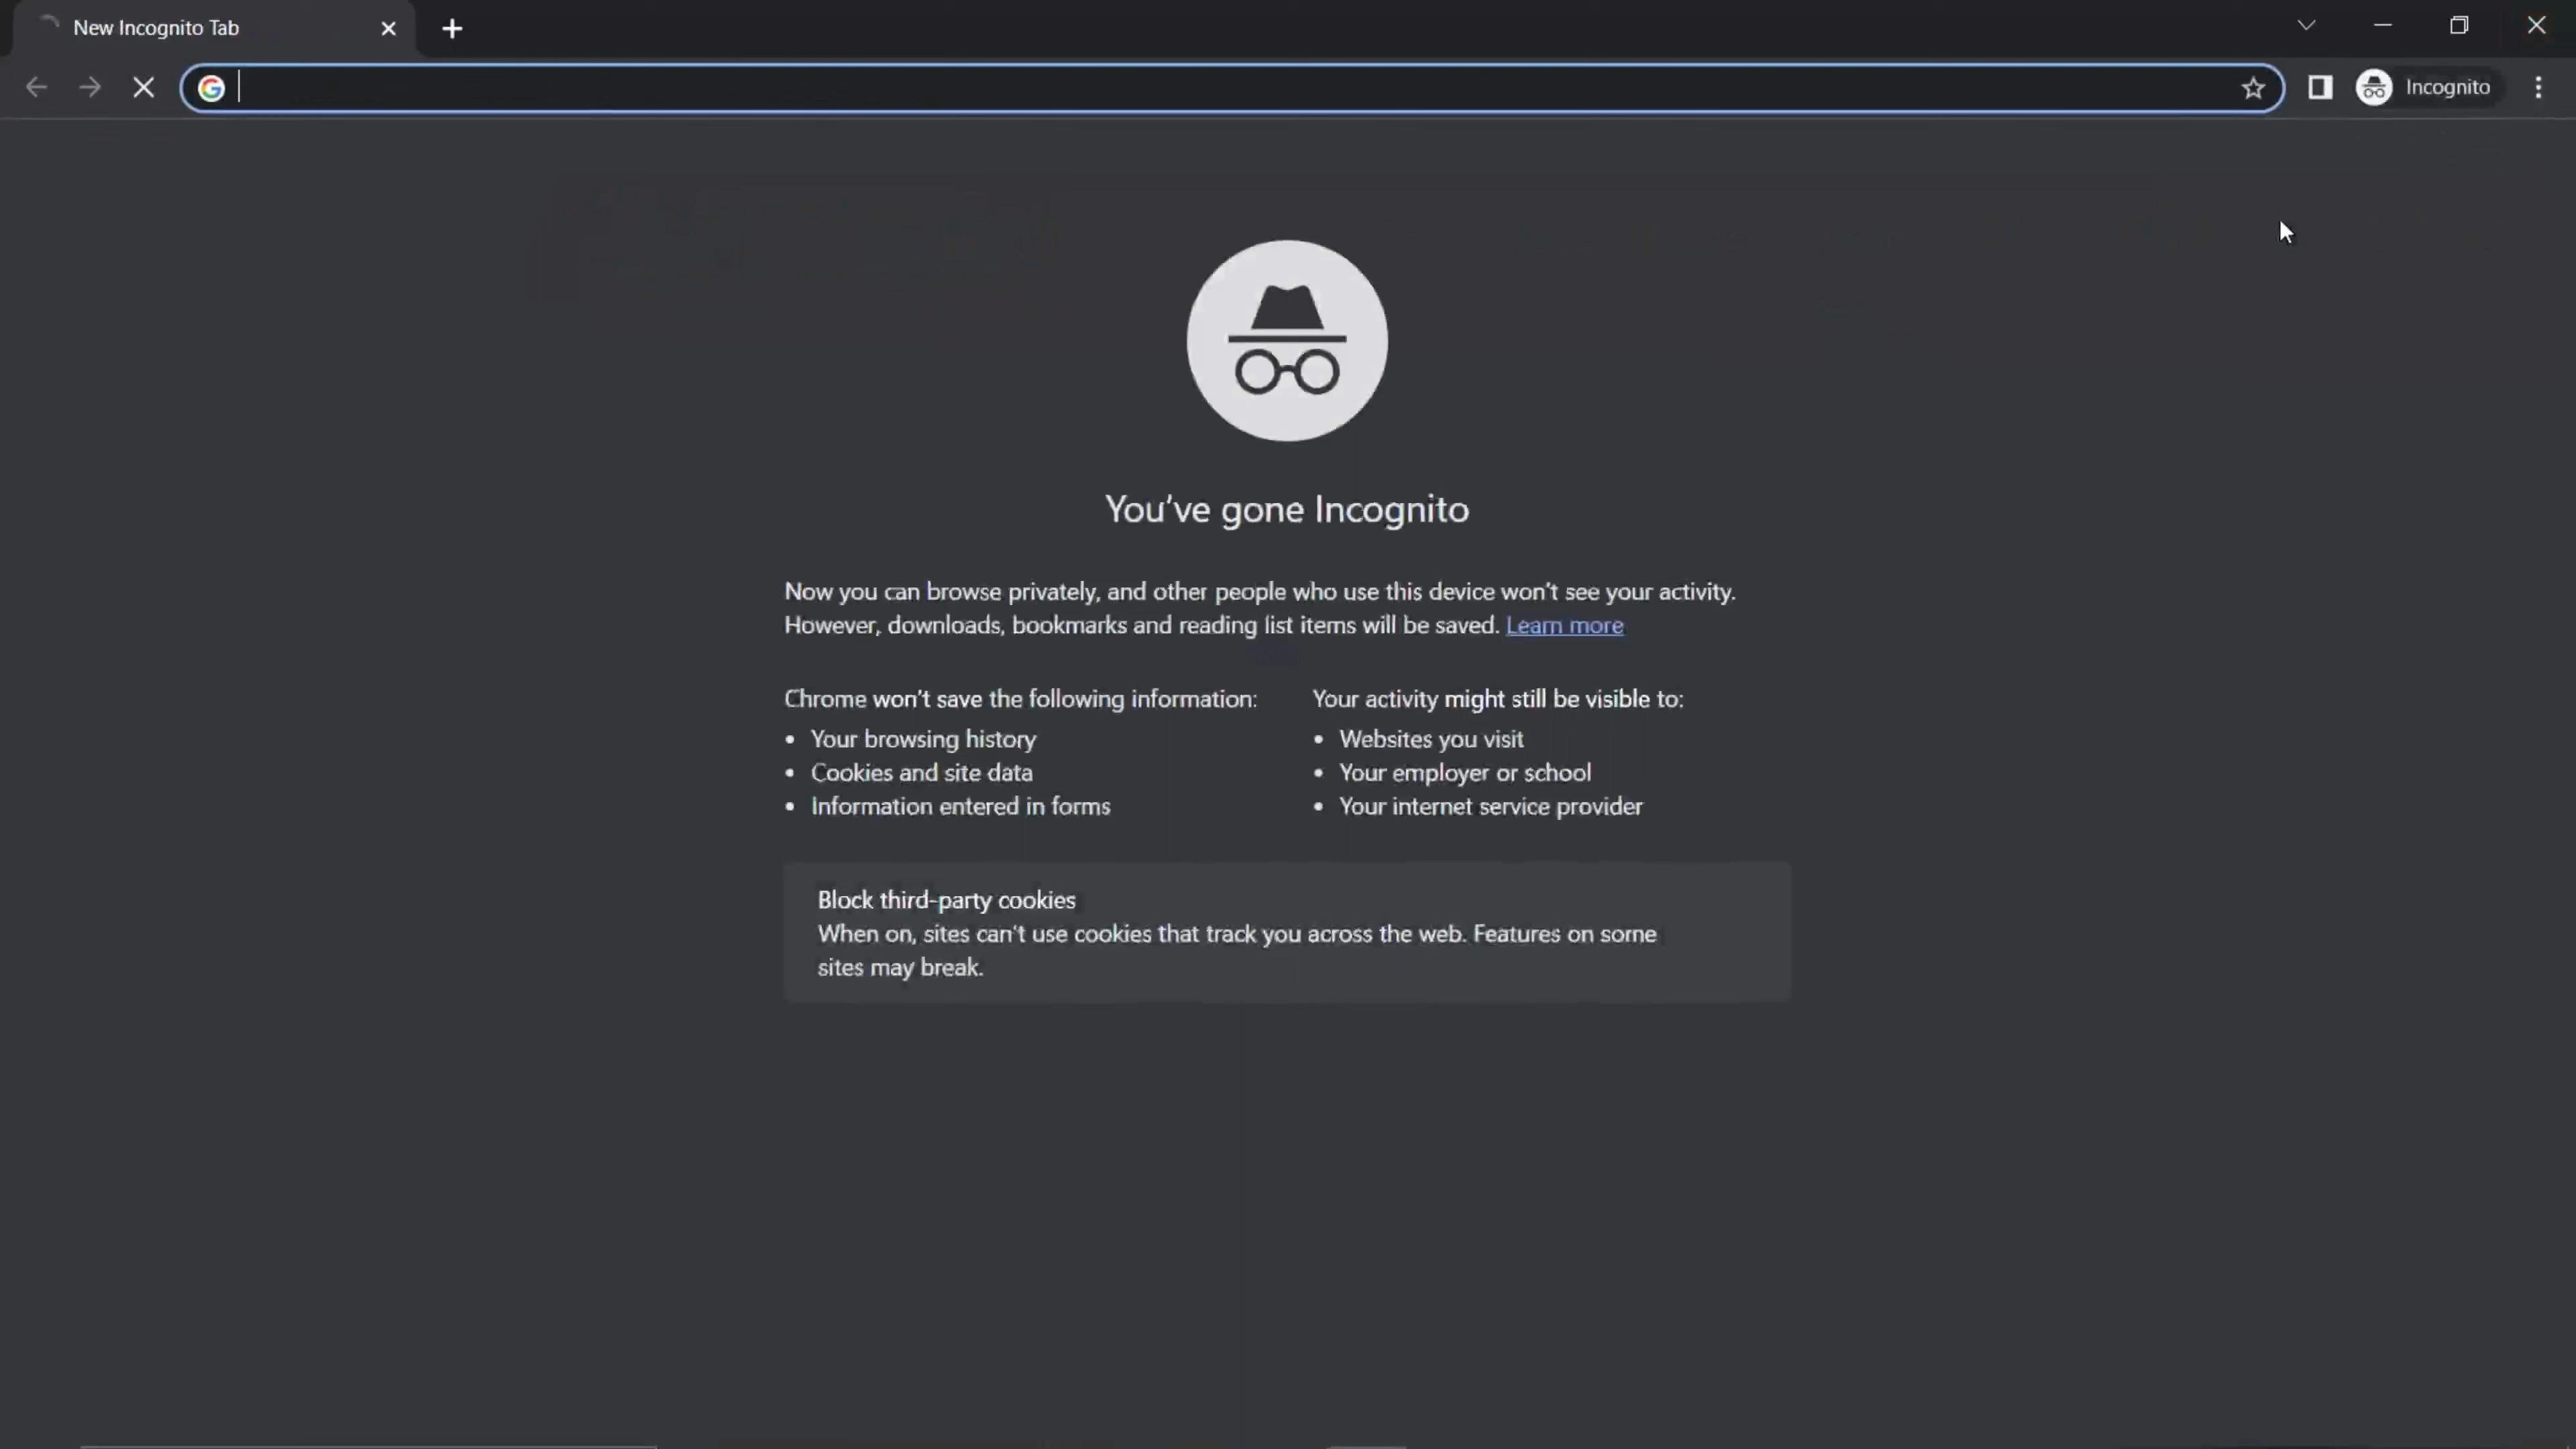 New Incognito Tab
Incognito
You've gone Incognito
Now you can browse privately, and other people who use this device won't see your activity.
However, downloads, bookmarks and reading list items will be saved. Learn more
Chrome won't save the following information:
• Your browsing history
• Cookies and site data
• Information entered in forms
Your activity might still be visible to:
• Websites you visit
• Your employer or school
• Your internet service provider
Block third-party cookies
When on, sites can't use cookies that track you across the web. Features on some
sites may break.